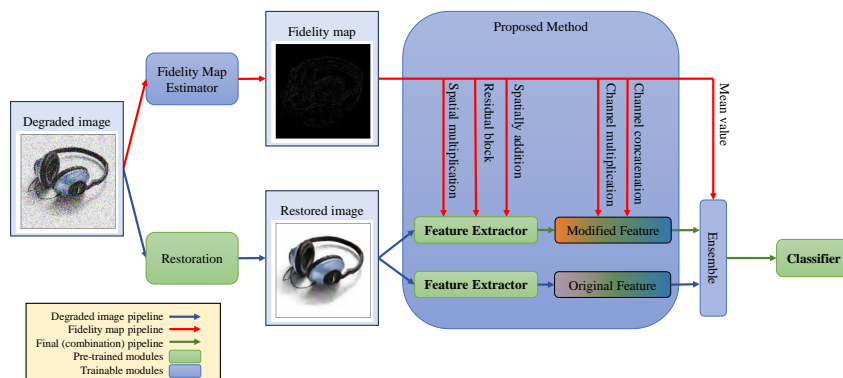 Fidelity map
Proposed Method
Fidelity Map
Estimator
Degraded image
Spatial multiplication
Residual block
Spatially addition
Channel multiplication
Channel concatenation
Mean value
Restored image
Restoration
Feature Extractor
Modified Feature
Feature Extractor
Original Feature
Ensemble
Classifier
Degraded image pipeline
Fidelity map pipeline
Final (combination) pipeline
Pre-trained modules
Trainable modules